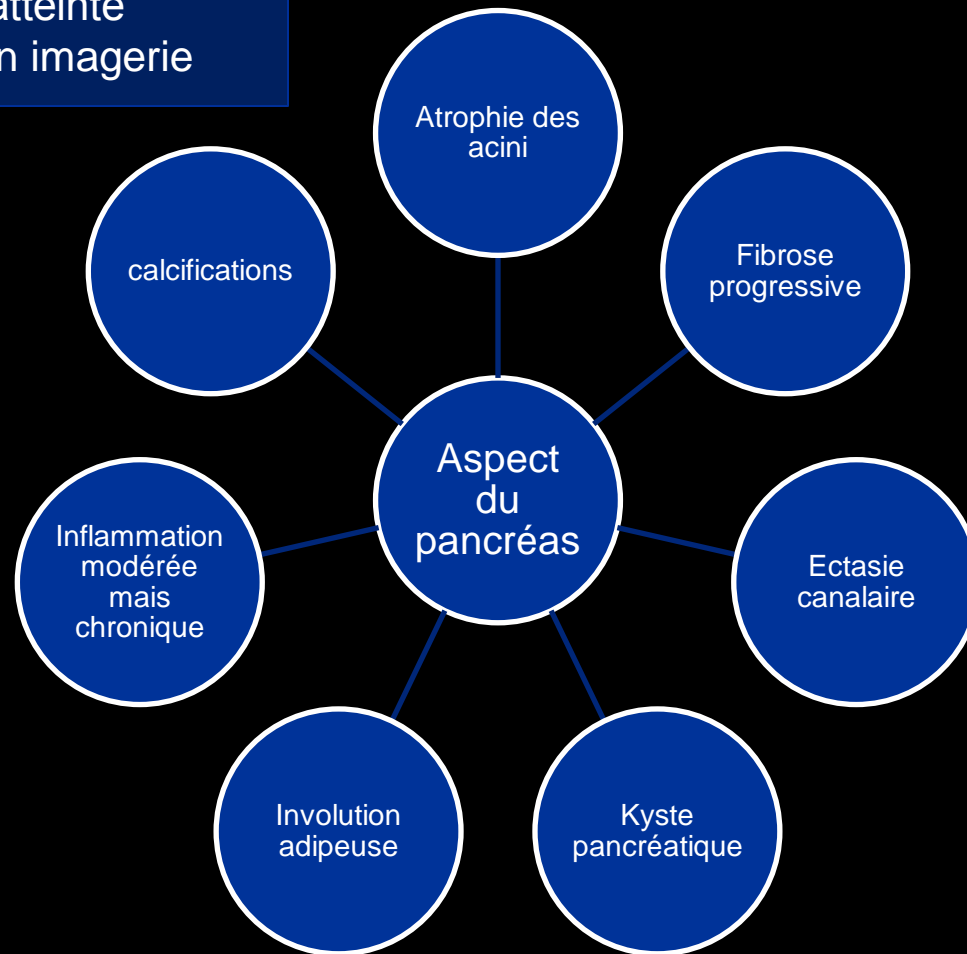 atteinte
n imagerie
Atrophie des
acini
calcifications
Fibrose
progressive
Aspect
du
pancréas
Inflammation
modérée
mais
chronique
Ectasie
canalaire
Involution
adipeuse
Kyste
pancréatique